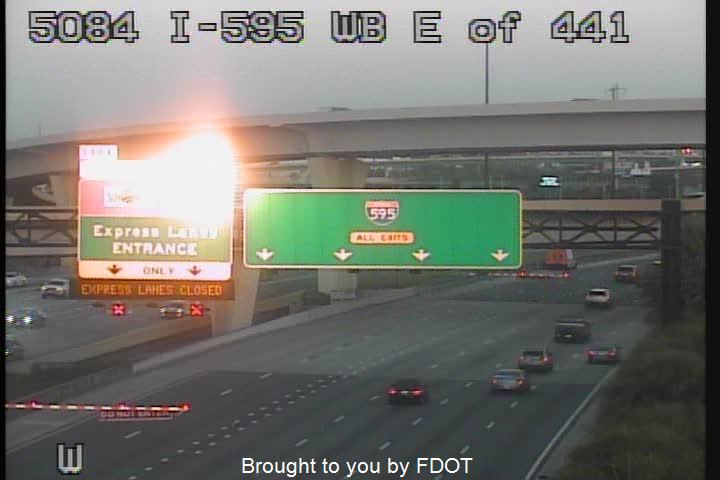 5084 I-595 WB E of 441
Express Lanes
ENTRANCE
ONLY
EXPRESS LANES CLOSED
595
ALL EXITS
DO NOT ENTER
W
Brought to you by FDOT